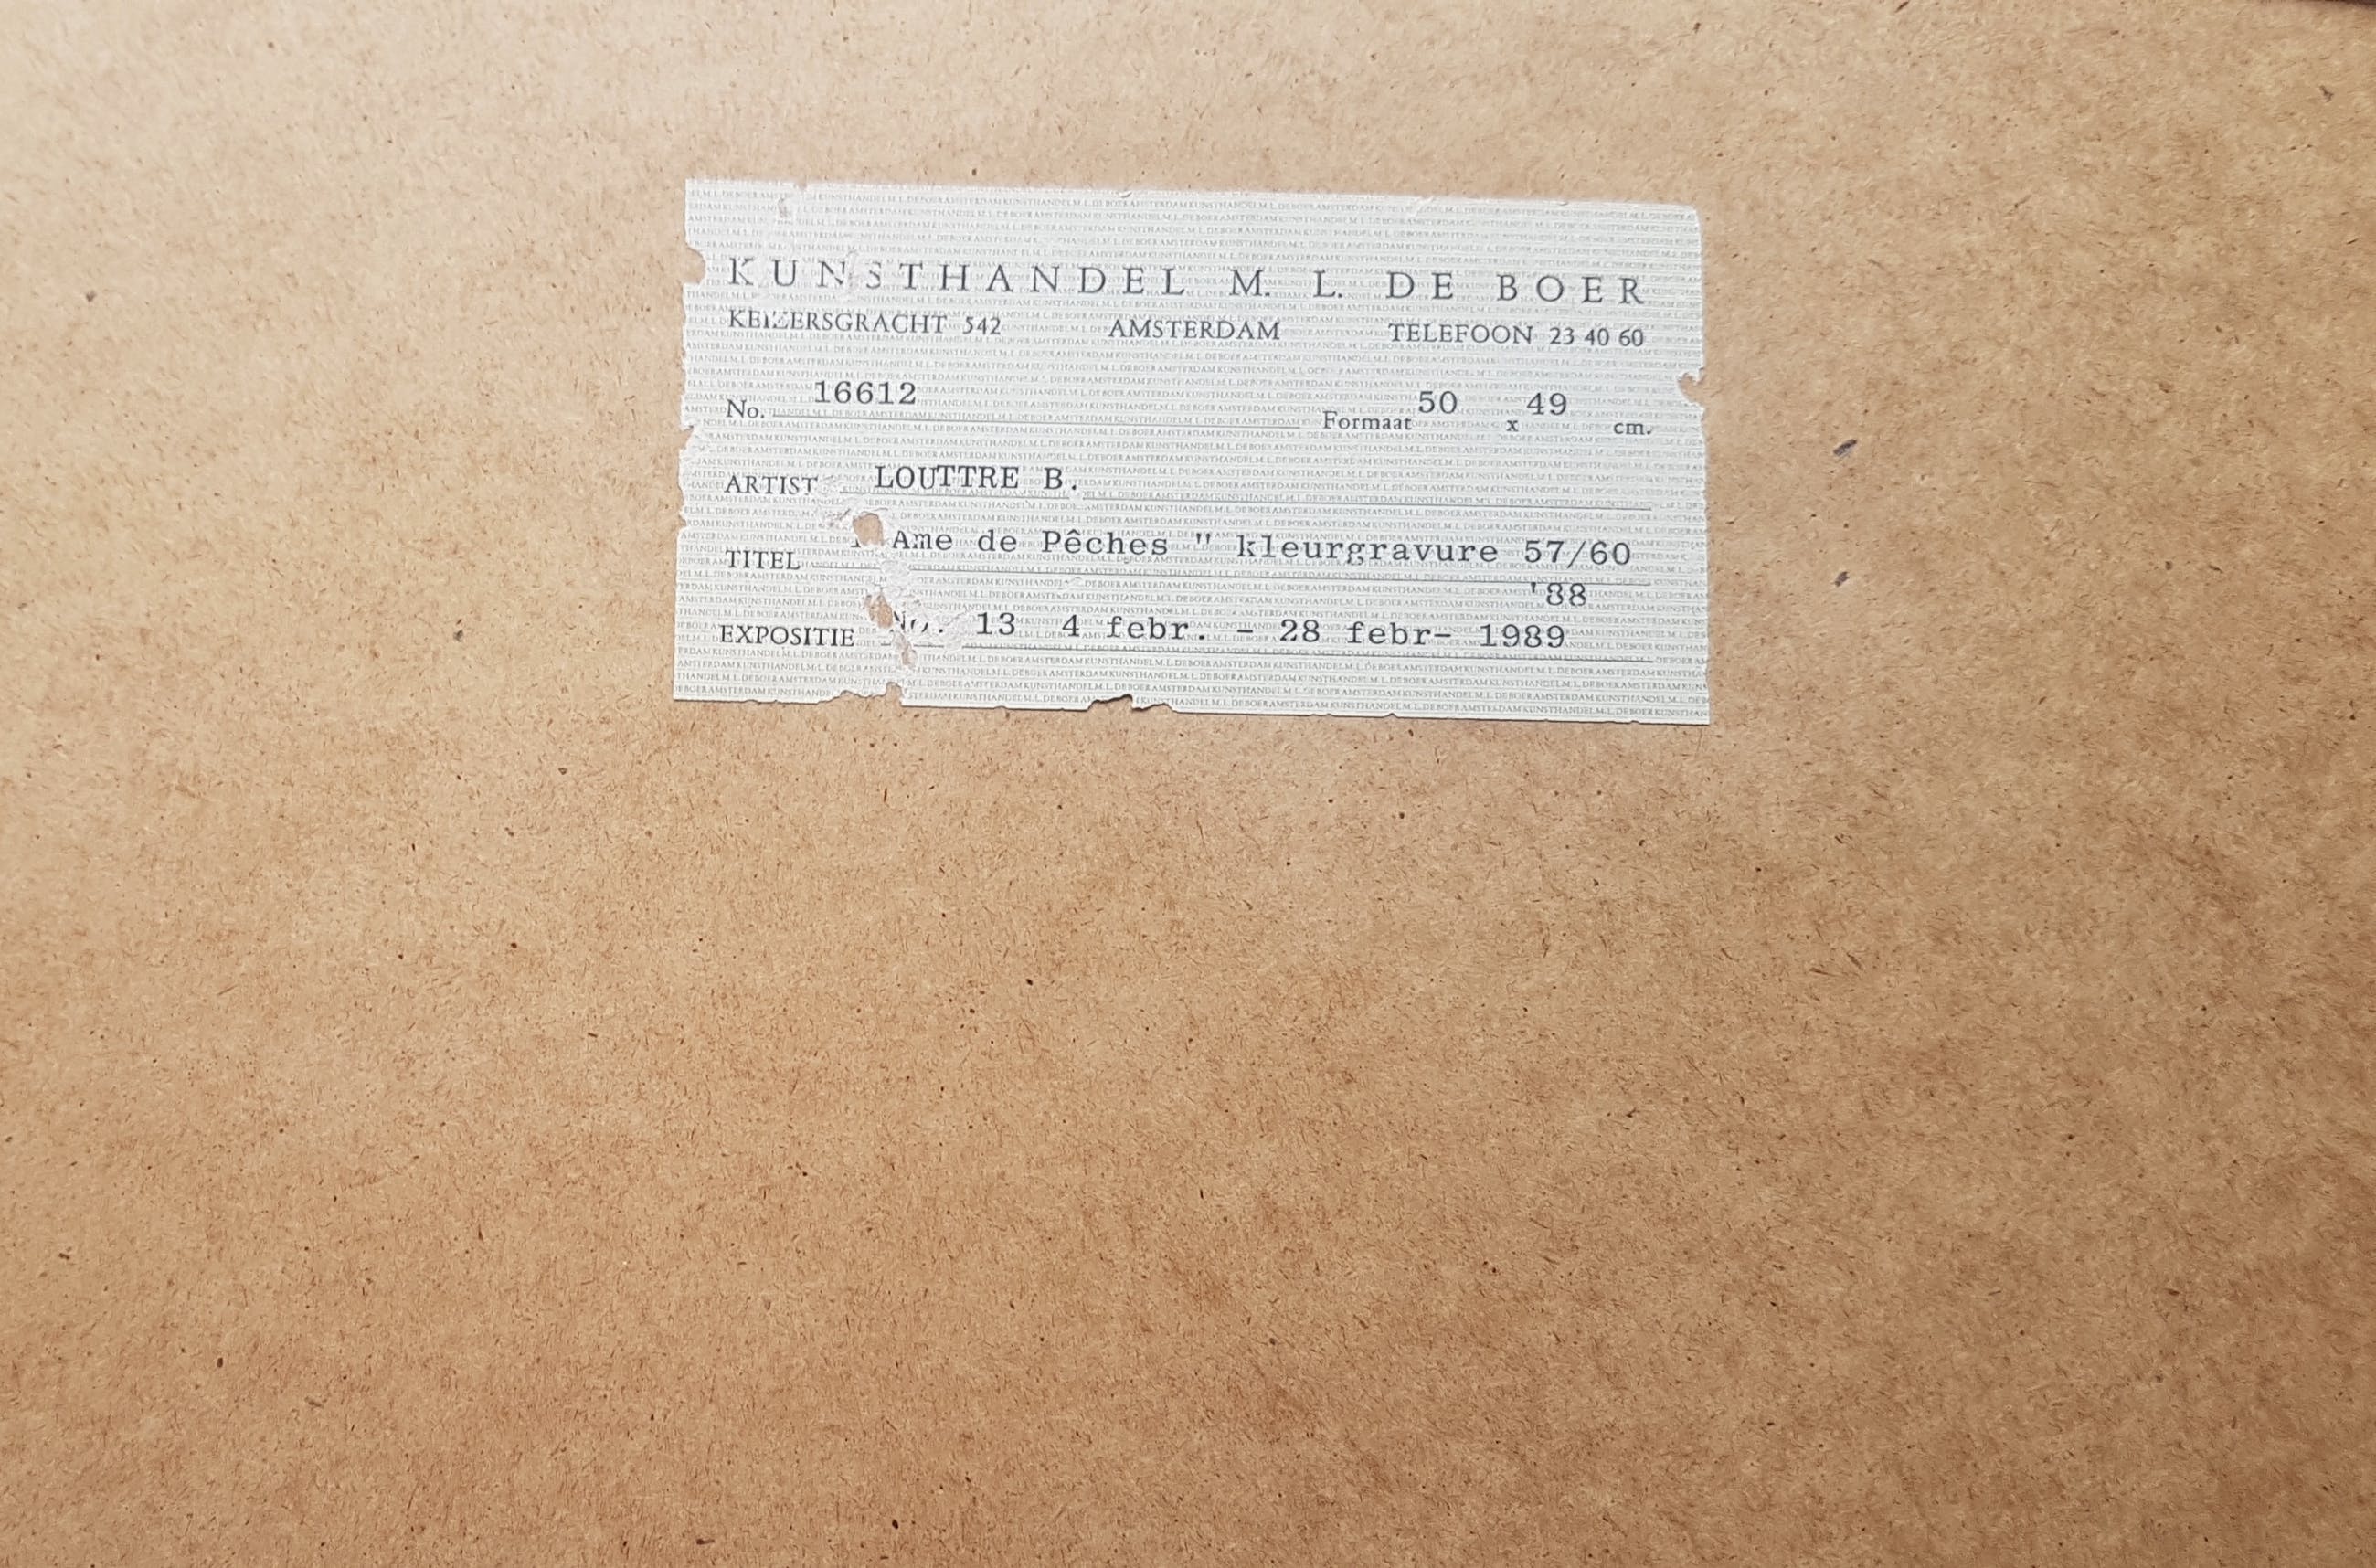 KUNSTHANDEL M. L. DE BOER
KEIZERSGRACHT 542 AMSTERDAM TELEFOON 23 40 60
No. 16612 Formaat 50 x 49 cm.
ARTIST LOUTTRE B.
TITEL Ame de Pêches " kleurgravure 57/60
'88
EXPOSITIE No. 13 4 febr. - 28 febr- 1989